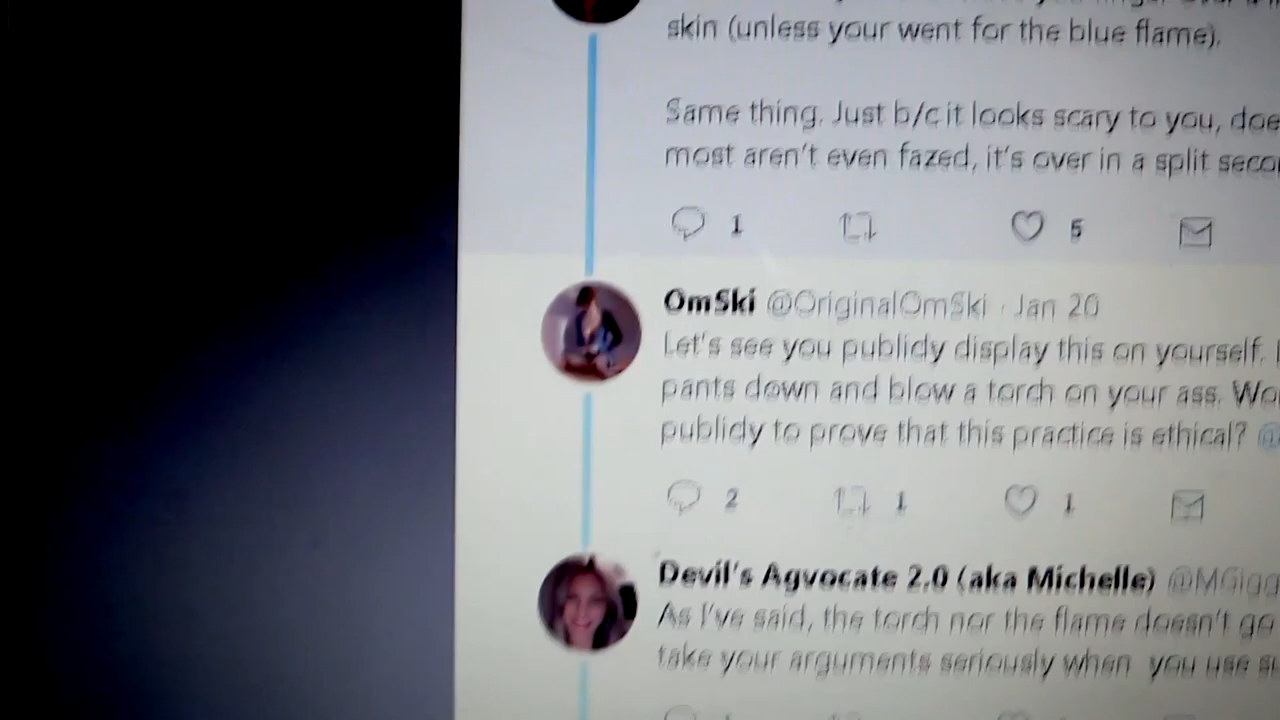 skin (unless your went for the blue flame).
Same thing. Just b/c it looks scary to you,
most aren't even fazed, it's over in a split
1 5
OmSki @OriginalOmSki · Jan 20
Let's see you publicly display this on yourself.
pants down and blow a torch on your ass.
publicly to prove that this practice is ethical? @
2 1 1
Devil's Agvocate 2.0 (aka Michelle)
As I've said, the torch nor the flame doesn't go
take your arguments seriously when you use